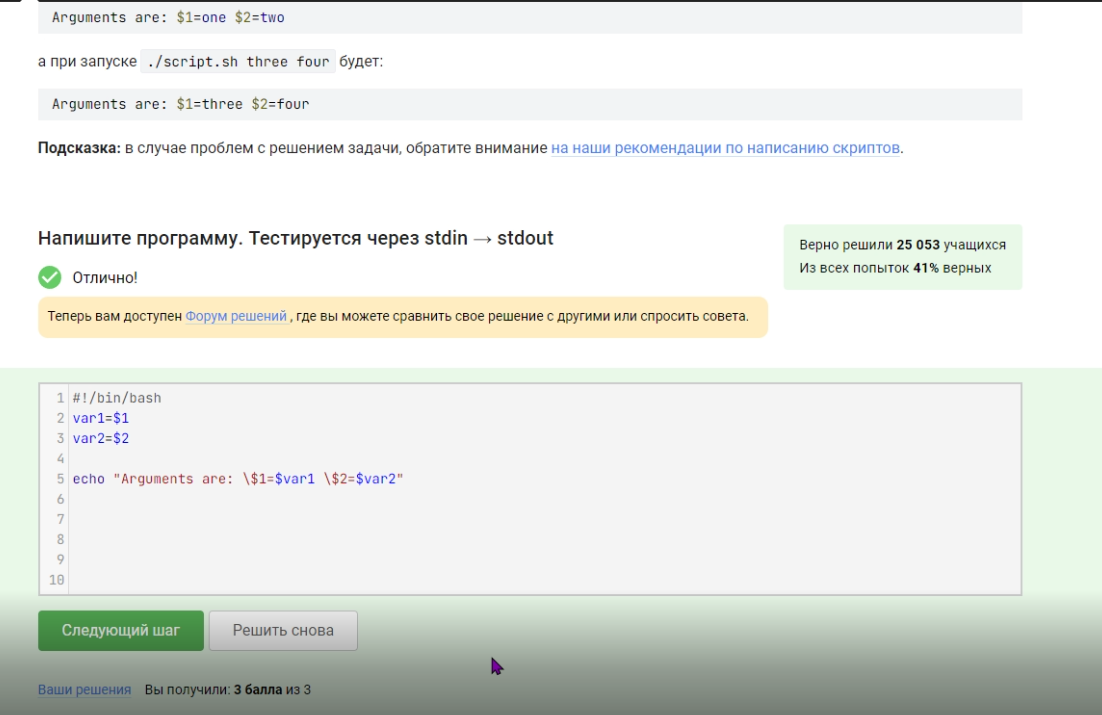 Arguments are: $1=one $2=two
а при запуске ./script.sh three four будет:
Arguments are: $1=three $2=four
Подсказка: в случае проблем с решением задачи, обратите внимание на наши рекомендации по написанию скриптов.
Напишите программу. Тестируется через stdin → stdout
Верно решили 25 053 учащихся
Из всех попыток 41% верных
Отлично!
Теперь вам доступен Форум решений , где вы можете сравнить свое решение с другими или спросить совета.
1 #!/bin/bash
2 var1=$1
3 var2=$2
4
5 echo "Arguments are: \$1=$var1 \$2=$var2"
6
7
8
9
10
Следующий шаг
Решить снова
Ваши решения Вы получили: 3 балла из 3